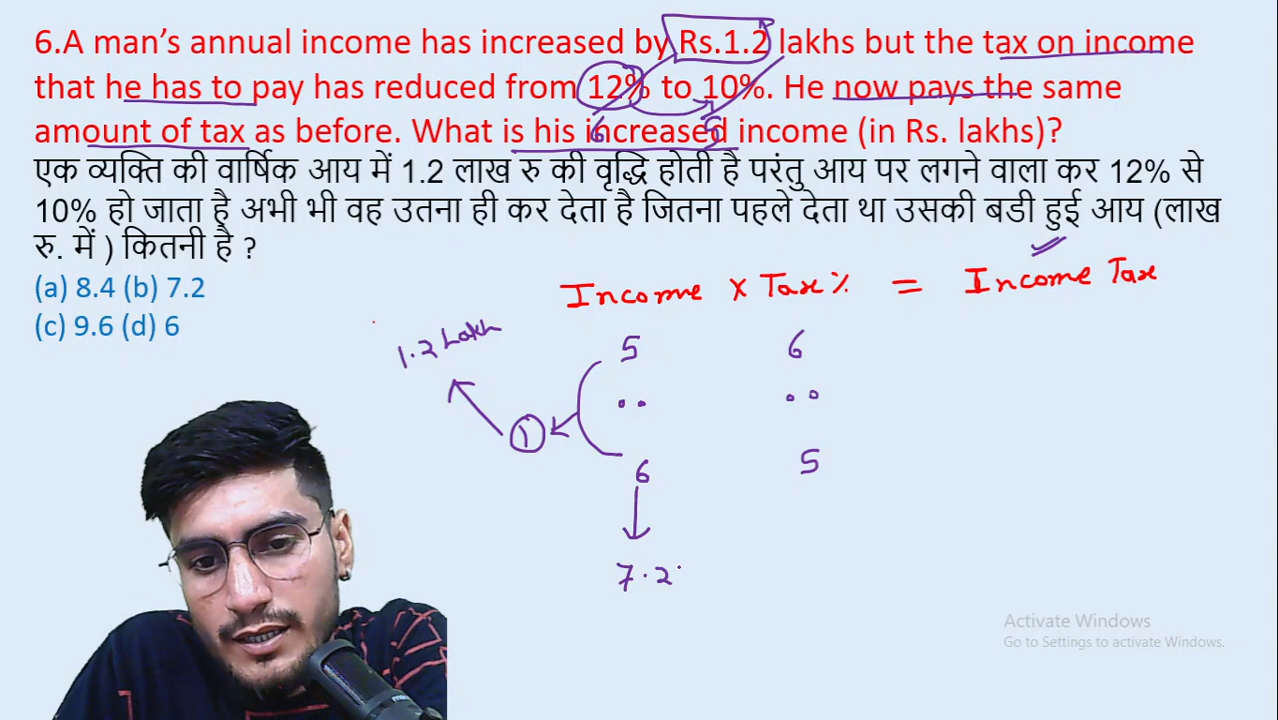 6.A man's annual income has increased by Rs.1.2 lakhs but the tax on income
that he has to pay has reduced from 12% to 10%. He now pays the same
amount of tax as before. What is his increased income (in Rs. lakhs)?
6 5
एक व्यक्ति की वार्षिक आय में 1.2 लाख रु की वृद्धि होती है परंतु आय पर लगने वाला कर 12% से
10% हो जाता है अभी भी वह उतना ही कर देता है जितना पहले देता था उसकी बडी हुई आय (लाख
रु. में ) कितनी है ?
(a) 8.4 (b) 7.2
(c) 9.6 (d) 6
Income x Tax% = Income Tax
1.2 Lakh
5 6
1
6 5
7.2
Activate Windows
Go to Settings to activate Windows.